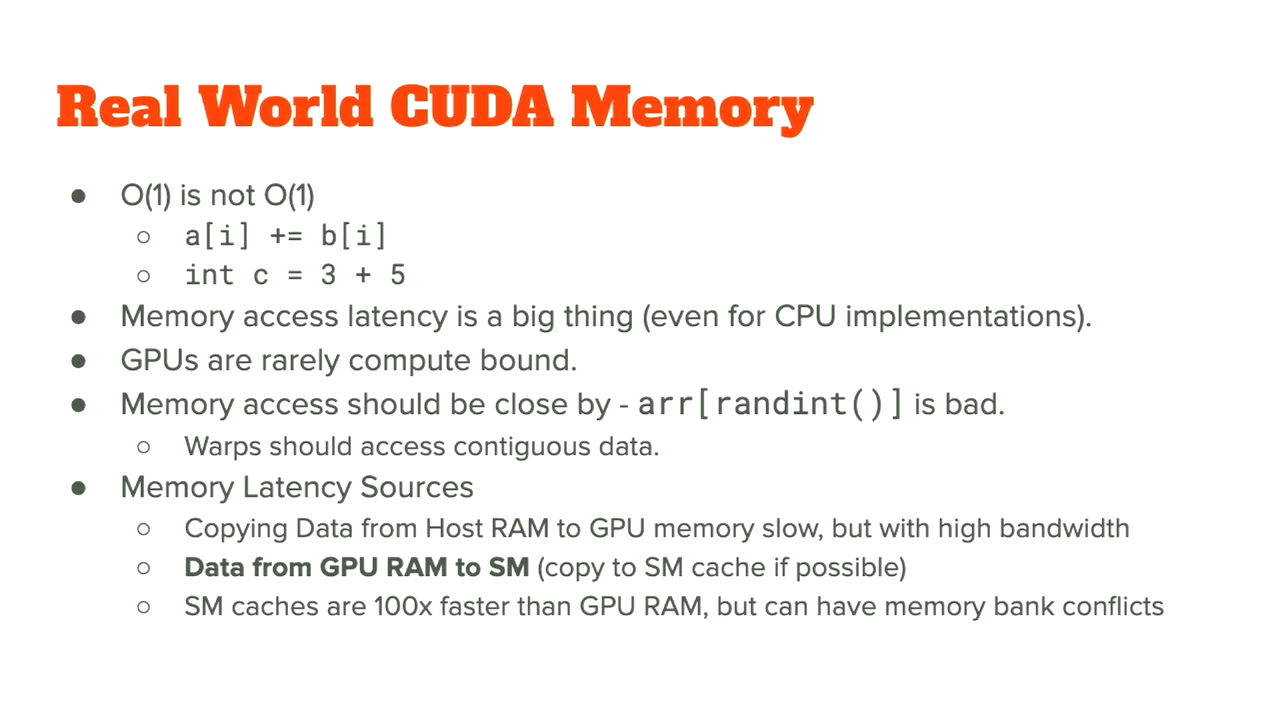 Real World CUDA Memory
● O(1) is not O(1)
○ a[i] += b[i]
○ int c = 3 + 5
● Memory access latency is a big thing (even for CPU implementations).
● GPUs are rarely compute bound.
● Memory access should be close by - arr[randint()] is bad.
○ Warps should access contiguous data.
● Memory Latency Sources
○ Copying Data from Host RAM to GPU memory slow, but with high bandwidth
○ Data from GPU RAM to SM (copy to SM cache if possible)
○ SM caches are 100x faster than GPU RAM, but can have memory bank conflicts